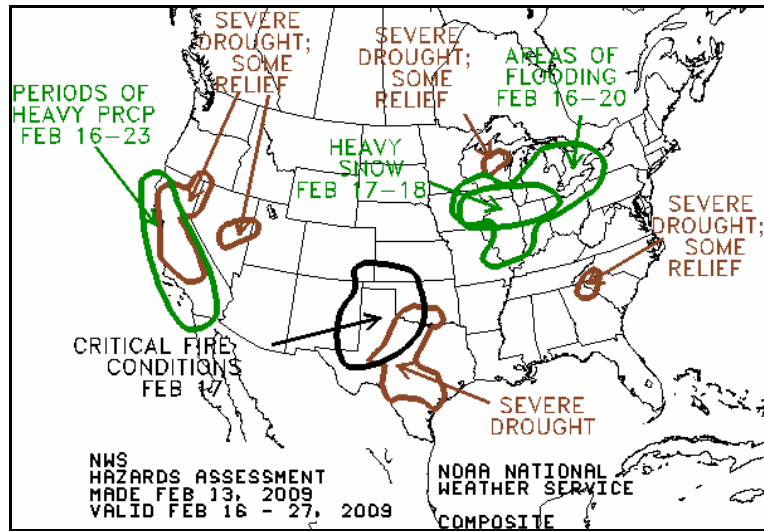 SEVERE
DROUGHT;
SOME
RELIEF
SEVERE
DROUGHT;
SOME
RELIEF
AREAS OF
FLOODING
FEB 16-20
PERIODS OF
HEAVY PRCP
FEB 16-23
HEAVY
SNOW
FEB 17-18
SEVERE
DROUGHT;
SOME
RELIEF
CRITICAL FIRE
CONDITIONS
FEB 17
SEVERE
DROUGHT
NWS
HAZARDS ASSESSMENT
MADE FEB 13, 2009
VALID FEB 16 - 27, 2009
NOAA NATIONAL
WEATHER SERVICE
COMPOSITE